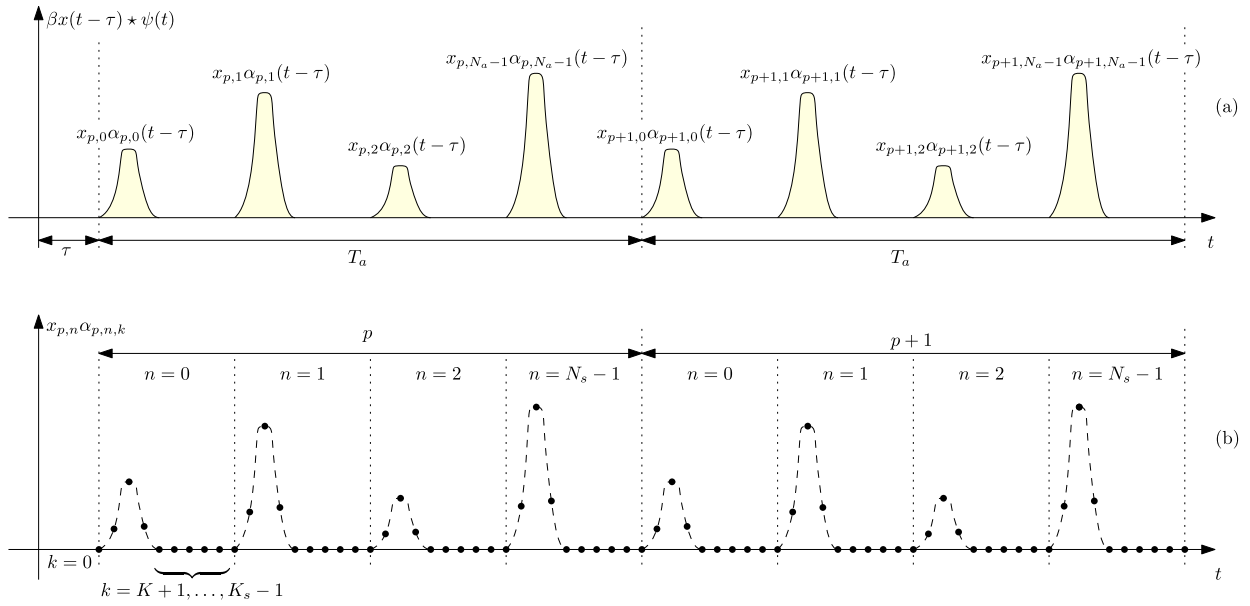 βx(t − τ) ⋆ ψ(t)
x_{p,0}α_{p,0}(t − τ)
x_{p,1}α_{p,1}(t − τ)
x_{p,2}α_{p,2}(t − τ)
x_{p,N_a−1}α_{p,N_a−1}(t − τ)
x_{p+1,0}α_{p+1,0}(t − τ)
x_{p+1,1}α_{p+1,1}(t − τ)
x_{p+1,2}α_{p+1,2}(t − τ)
x_{p+1,N_a−1}α_{p+1,N_a−1}(t − τ)
(a)
τ
T_a
T_a
t
x_{p,n}α_{p,n,k}
p
p + 1
n = 0
n = 1
n = 2
n = N_s − 1
n = 0
n = 1
n = 2
n = N_s − 1
(b)
k = 0
k = K + 1, . . . , K_s − 1
t